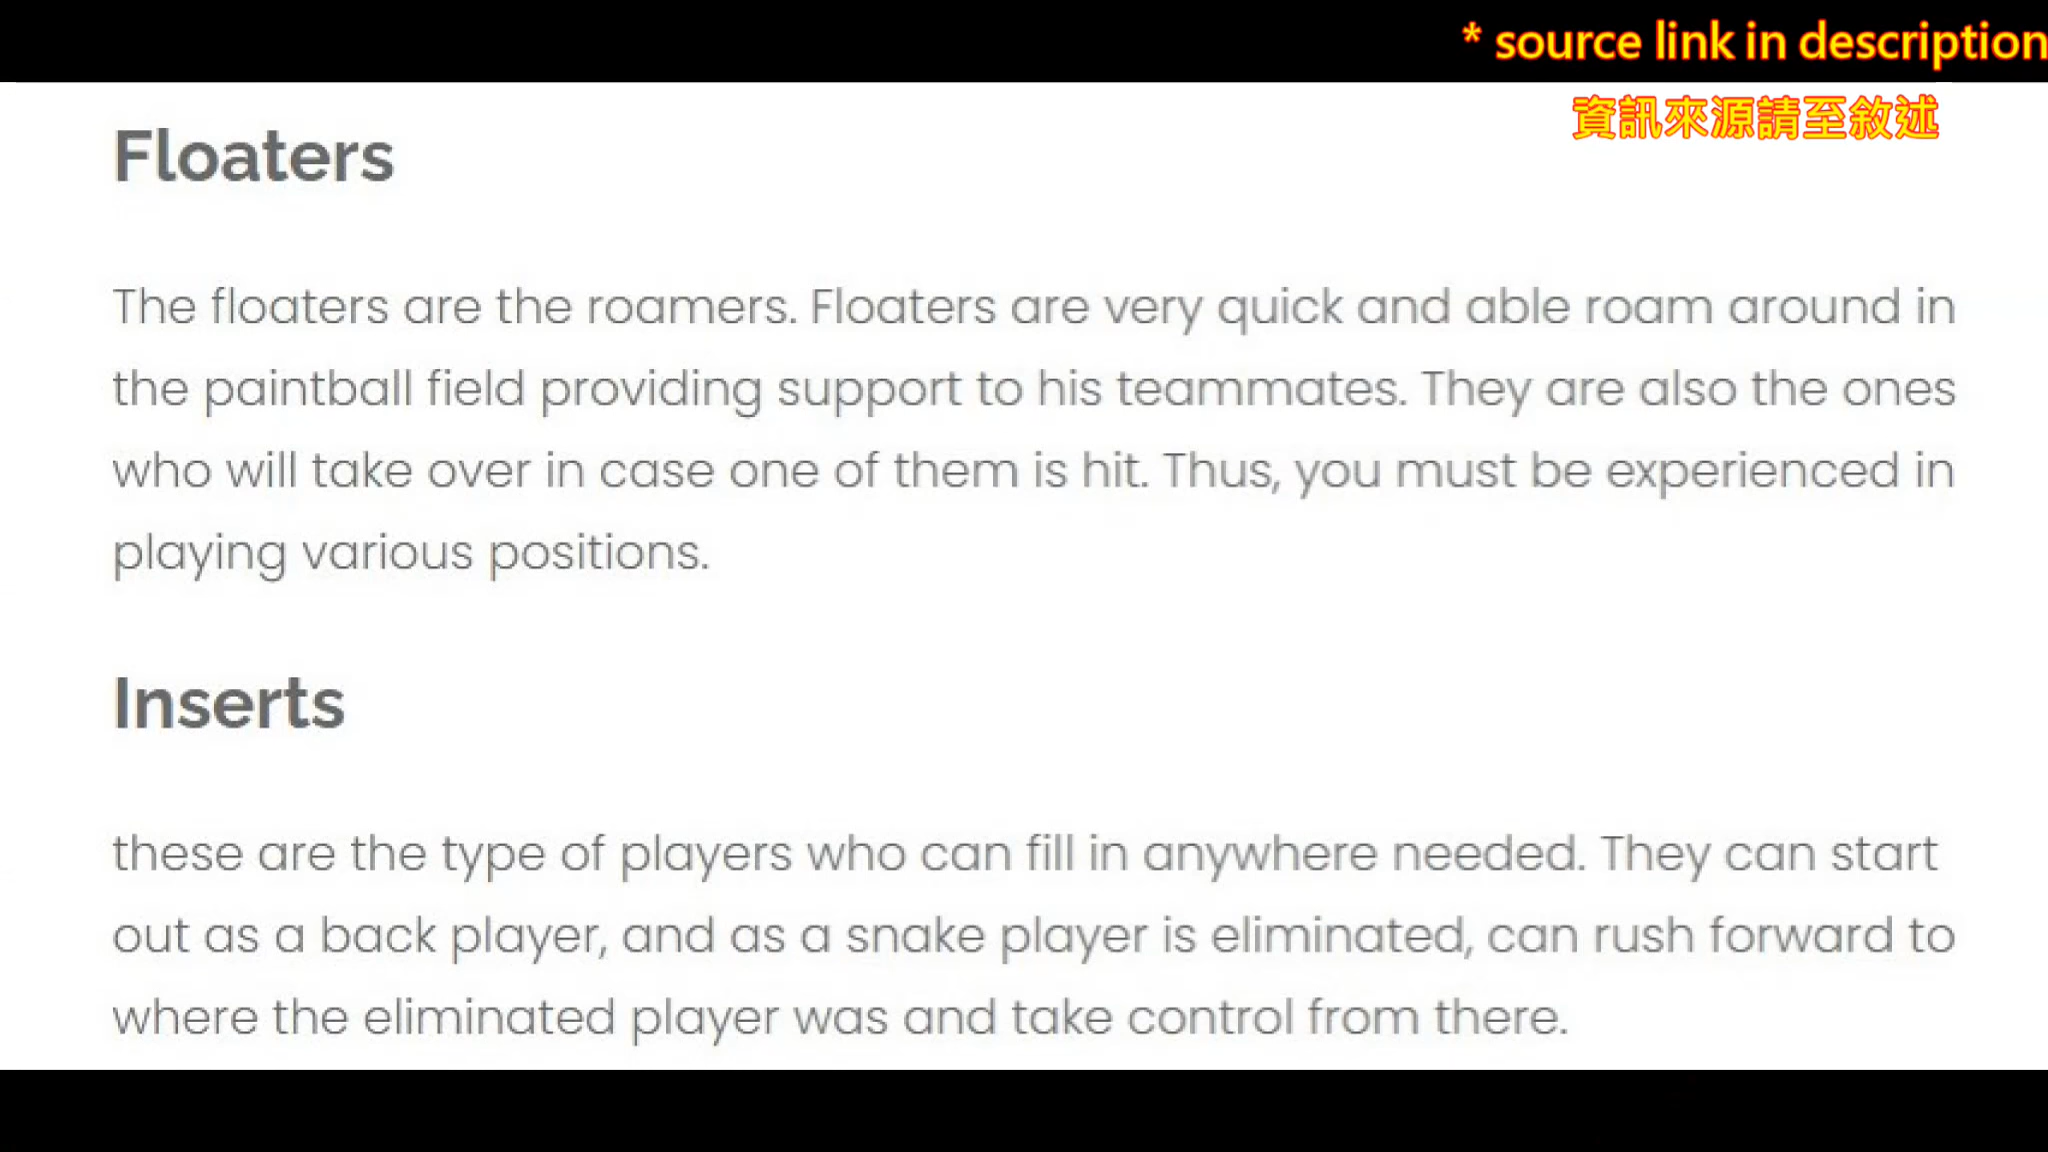 * source link in description
資訊來源請至敘述
Floaters
The floaters are the roamers. Floaters are very quick and able roam around in
the paintball field providing support to his teammates. They are also the ones
who will take over in case one of them is hit. Thus, you must be experienced in
playing various positions.
Inserts
these are the type of players who can fill in anywhere needed. They can start
out as a back player, and as a snake player is eliminated, can rush forward to
where the eliminated player was and take control from there.